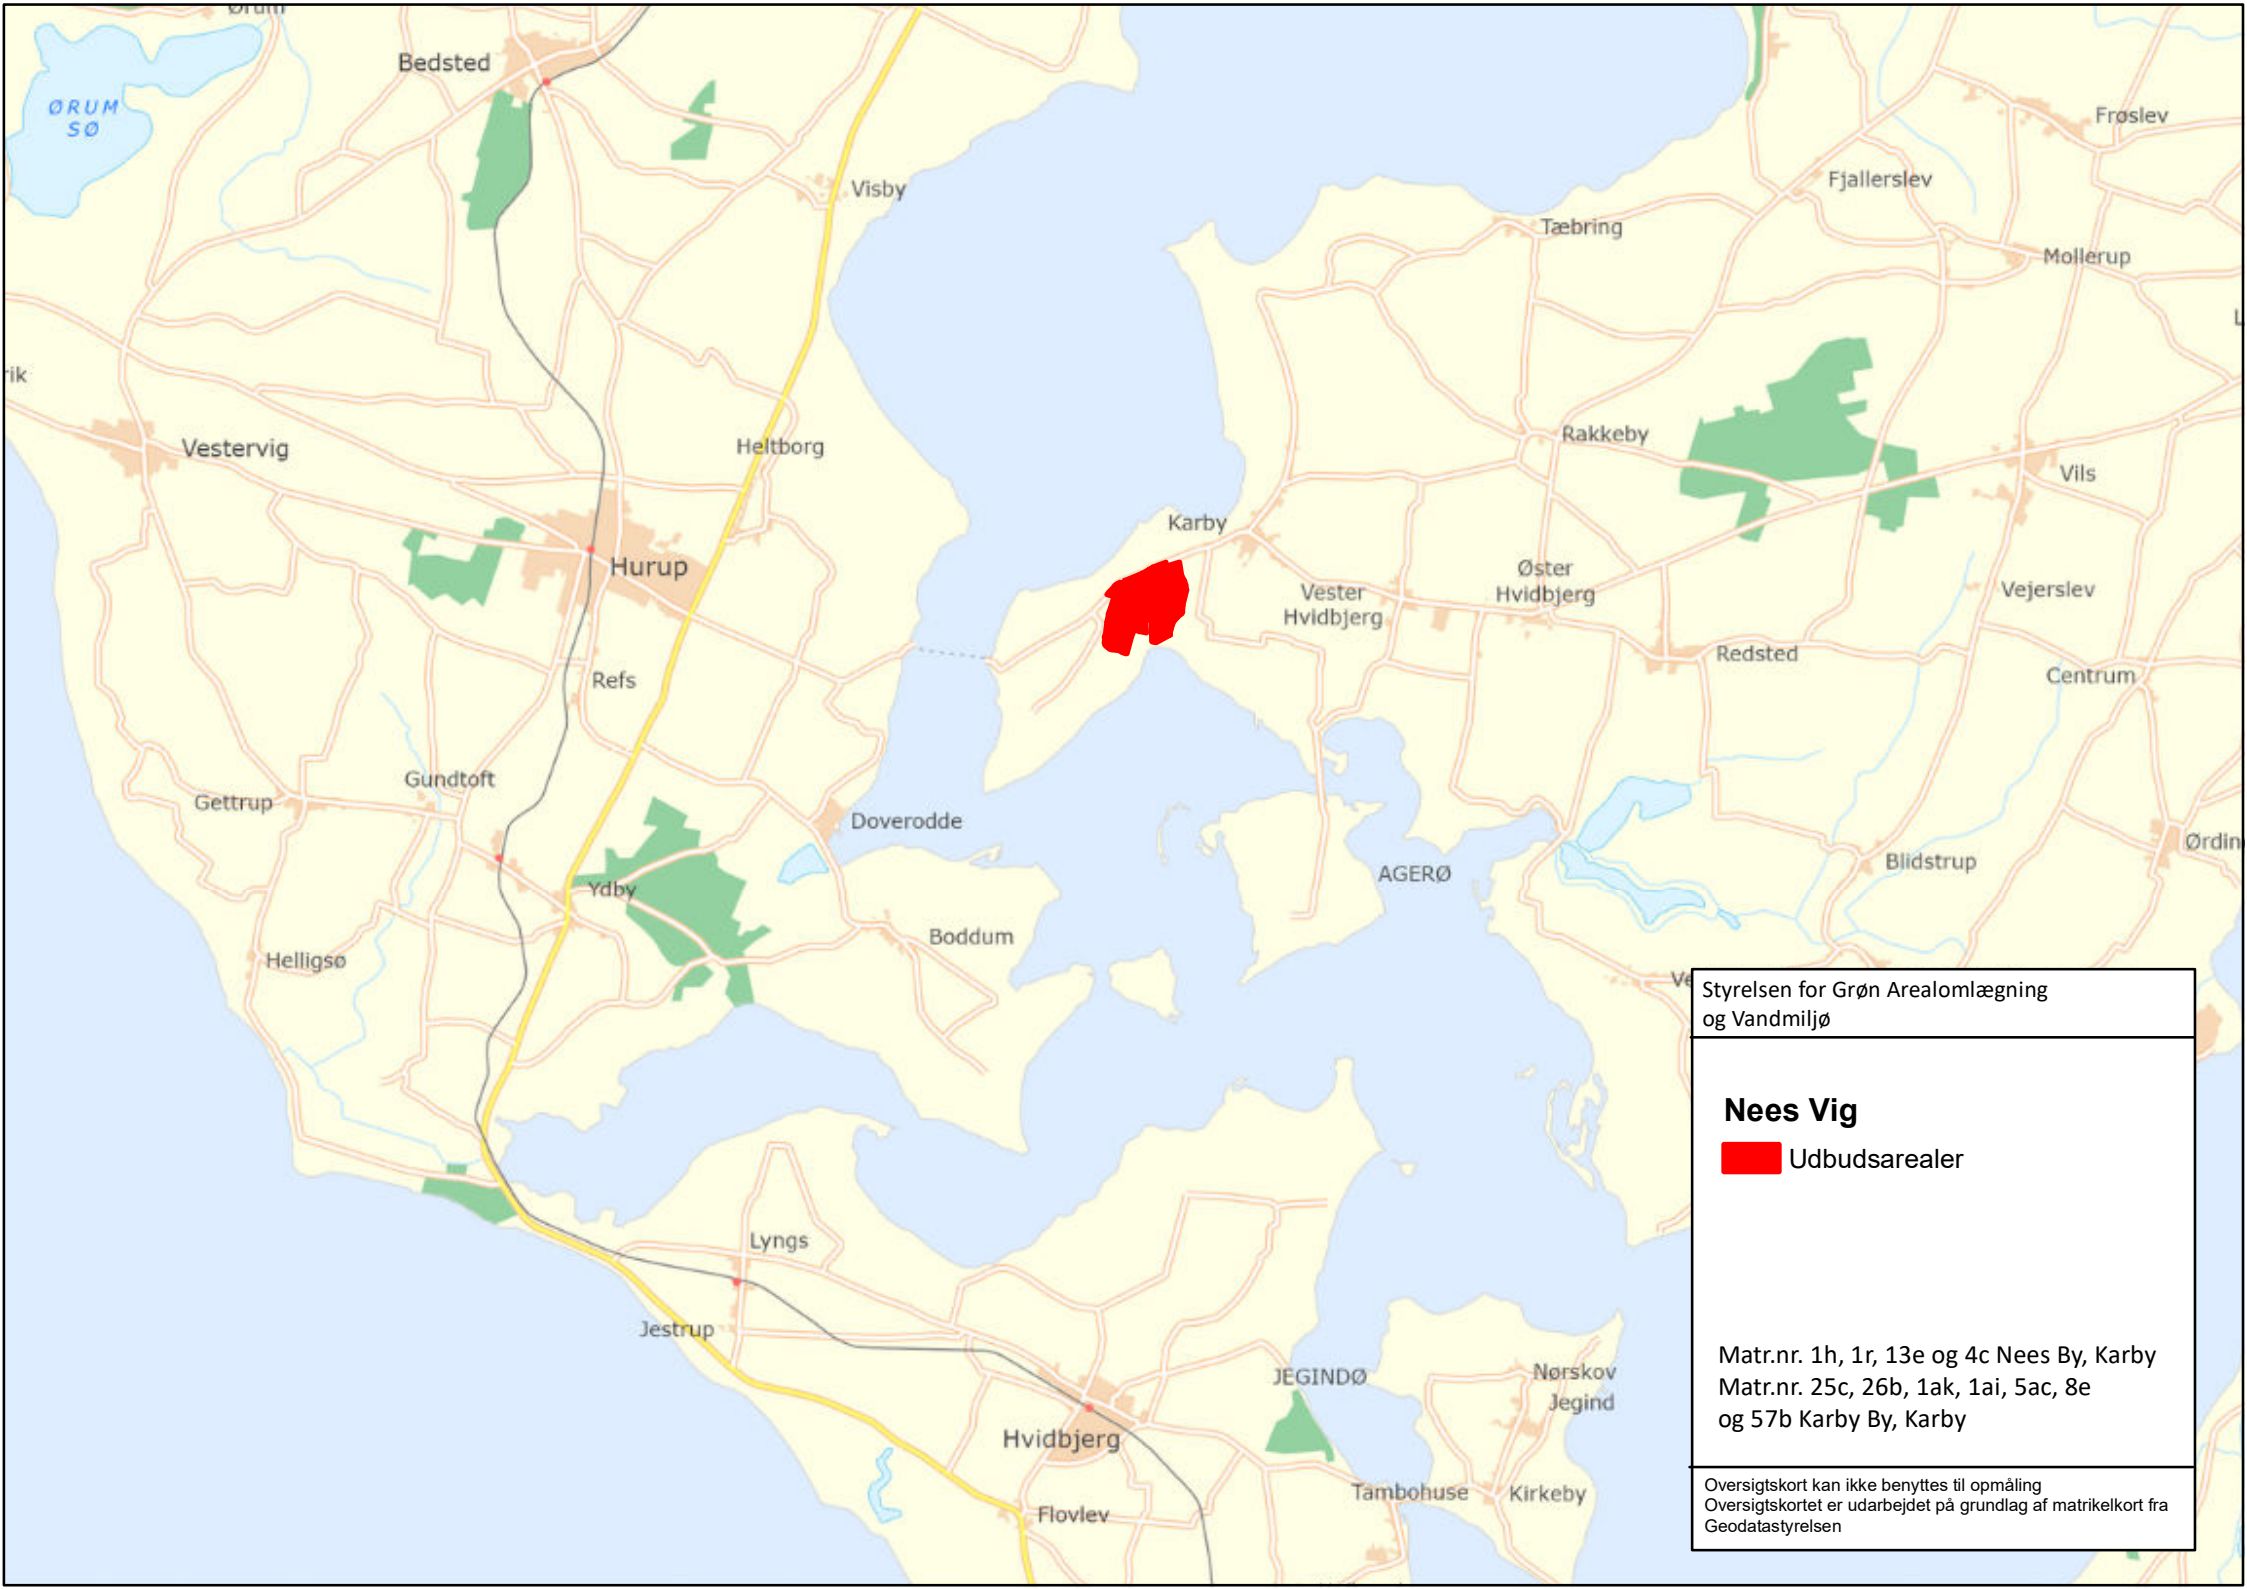 Bedsted
ØRUM
SØ
Visby
Frøslev
Fjallerslev
Tæbring
Mollerup
Vestervig
Heltborg
Rakkeby
Vils
Karby
Hurup
Øster
Hvidbjerg
Vester
Hvidbjerg
Vejerslev
Redsted
Centrum
Refs
Gundtoft
Gettrup
Doverodde
Ørdin
Blidstrup
AGERØ
Ydby
Boddum
Helligsø
Ve
Styrelsen for Grøn Arealomlægning
og Vandmiljø
Nees Vig
Udbudsarealer
Matr.nr. 1h, 1r, 13e og 4c Nees By, Karby
Matr.nr. 25c, 26b, 1ak, 1ai, 5ac, 8e
og 57b Karby By, Karby
Oversigtskort kan ikke benyttes til opmåling
Oversigtskortet er udarbejdet på grundlag af matrikelkort fra
Geodatastyrelsen
Lyngs
Jestrup
JEGINDØ
Nørskov
Jegind
Hvidbjerg
Tambohuse
Kirkeby
Flovlev